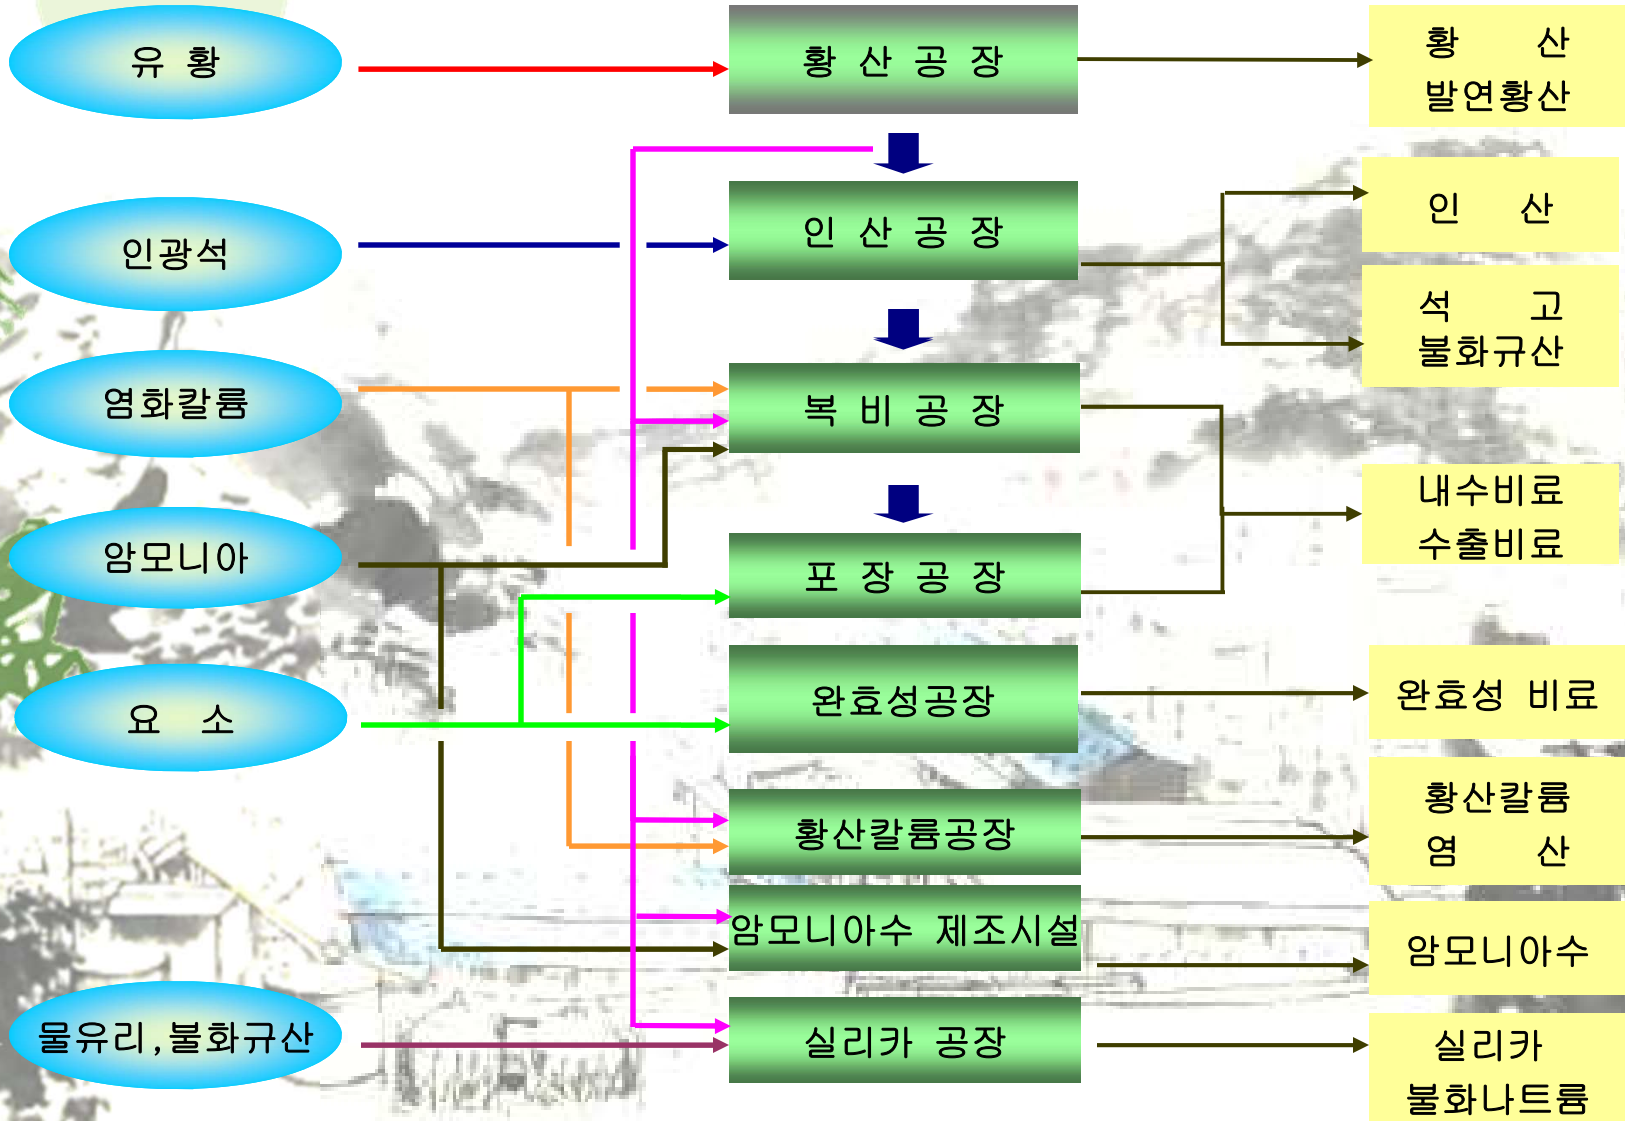 유 황
황 산 공 장
황 산
발연황산
인광석
인 산 공 장
인 산
석 고
불화규산
염화칼륨
복 비 공 장
내수비료
수출비료
암모니아
포 장 공 장
요 소
완효성공장
완효성 비료
황산칼륨공장
황산칼륨
염 산
암모니아수 제조시설
암모니아수
물유리,불화규산
실리카 공장
실리카
불화나트륨